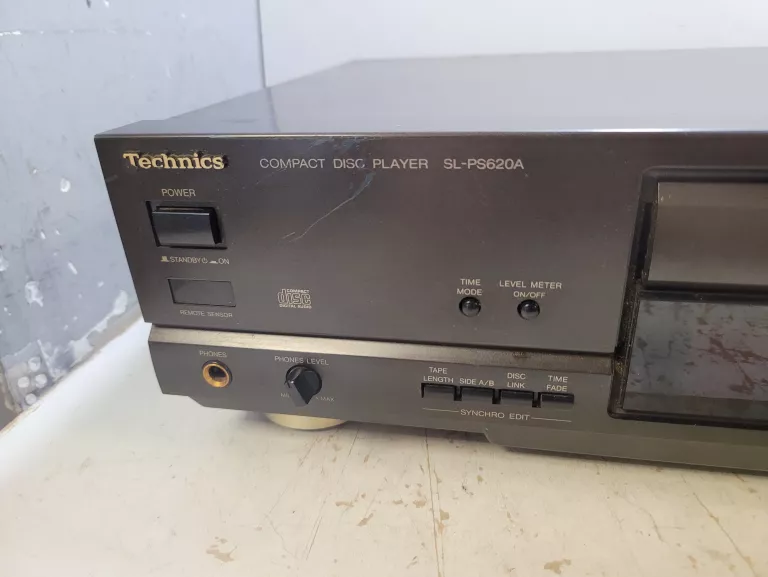 Technics COMPACT DISC PLAYER SL-PS620A
POWER
STANDBY ON
REMOTE SENSOR
COMPACT
disc
DIGITAL AUDIO
TIME
MODE
LEVEL METER
ON/OFF
PHONES
PHONES LEVEL
MAX
TAPE
LENGTH
SIDE A/B
DISC
LINK
TIME
FADE
SYNCHRO EDIT